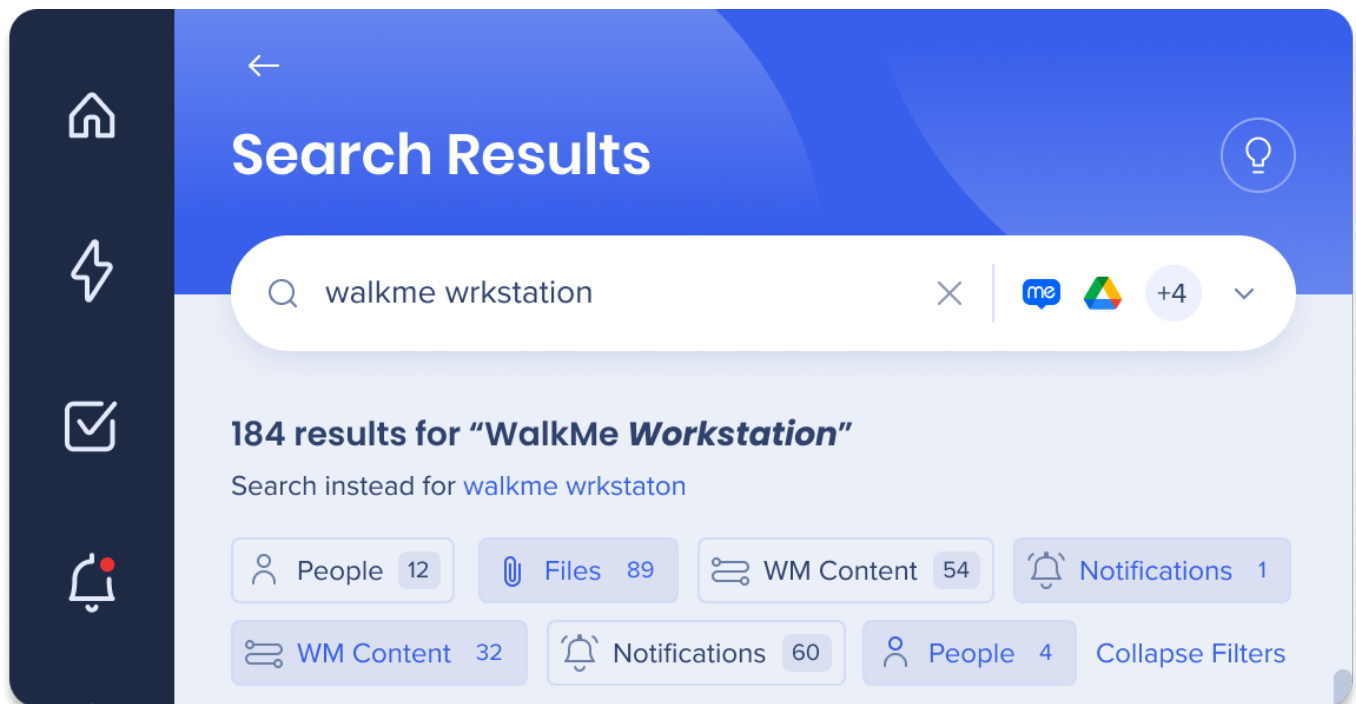 Search Results
walkme wrkstation me +4
184 results for “WalkMe Workstation”
Search instead for walkme wrkstaton
People 12 Files 89 WM Content 54 Notifications 1
WM Content 32 Notifications 60 People 4 Collapse Filters